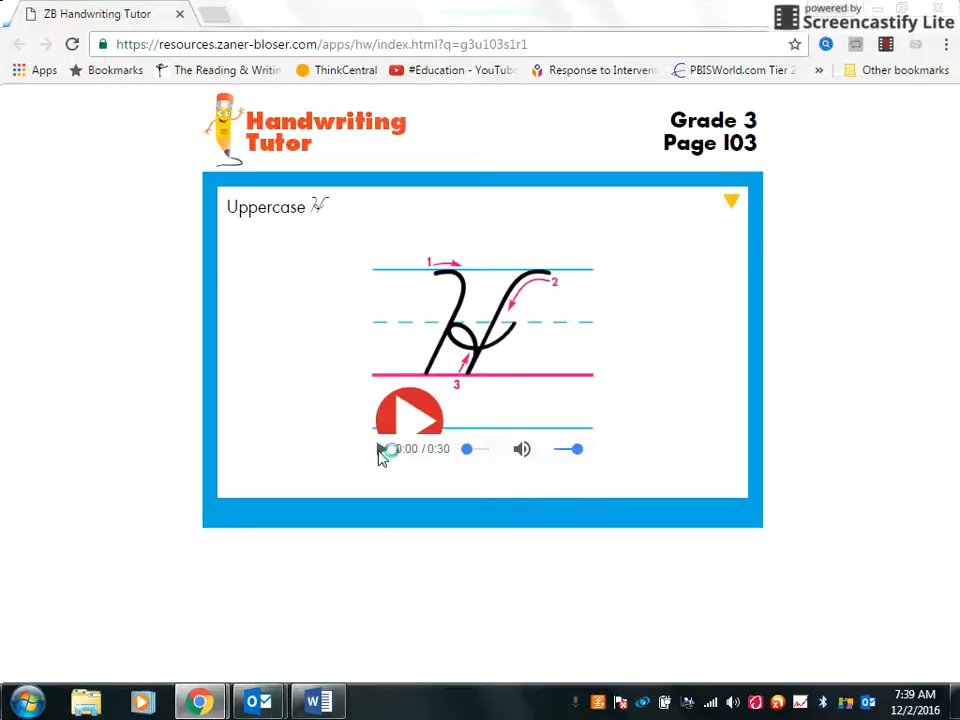 ZB Handwriting Tutor
powered by
Screencastify Lite
https://resources.zaner-bloser.com/apps/hw/index.html?q=g3u103s1r1
Apps Bookmarks The Reading & Writin ThinkCentral #Education - YouTub Response to Interven PBISWorld.com Tier 2 » Other bookmarks
Handwriting
Tutor
Grade 3
Page 103
Uppercase H
1
2
H
3
0:00 / 0:30
7:39 AM
12/2/2016